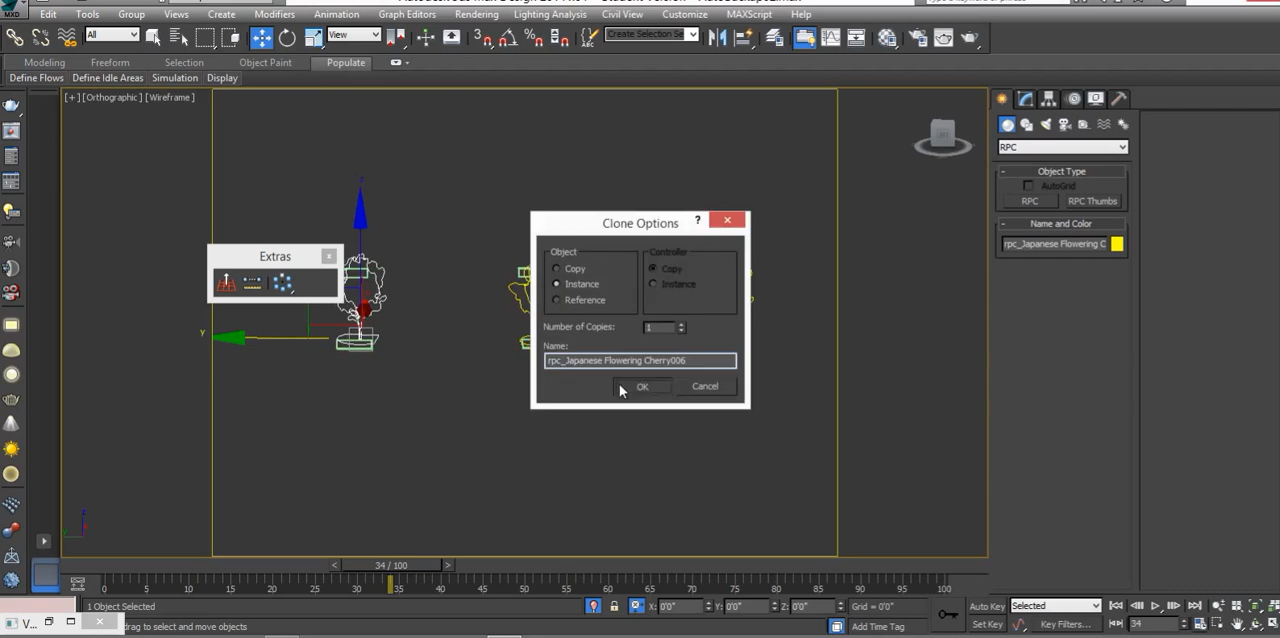 MXD
Edit Tools Group Views Create Modifiers Animation Graph Editors Rendering Lighting Analysis Civil View Customize MAXScript Help
All View Create Selection Se
Modeling Freeform Selection Object Paint Populate
Define Flows Define Idle Areas Simulation Display
[+] [Orthographic] [Wireframe]
RPC
Object Type
AutoGrid
RPC RPC Thumbs
Name and Color
rpc_Japanese Flowering C
Extras x
Clone Options ?
Object
Copy
Instance
Reference
Controller
Copy
Instance
Number of Copies: 1
Name:
rpc_Japanese Flowering Cherry006
OK Cancel
z
y
< 34 / 100 >
0 5 10 15 20 25 30 35 40 45 50 55 60 65 70 75 80 85 90 95 100
1 Object Selected X: 0'0" Y: 0'0" Z: 0'0" Grid = 0'0" Auto Key Selected
V... drag to select and move objects Add Time Tag Set Key Key Filters... 34